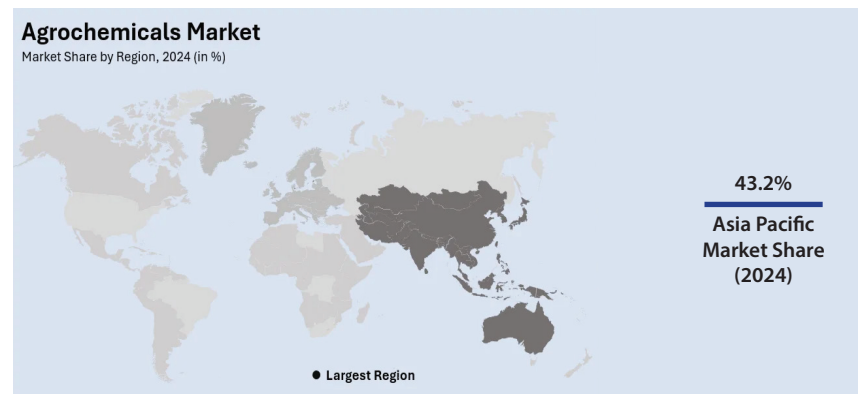 Agrochemicals Market
Market Share by Region, 2024 (in %)
43.2%
Asia Pacific
Market Share
(2024)
Largest Region